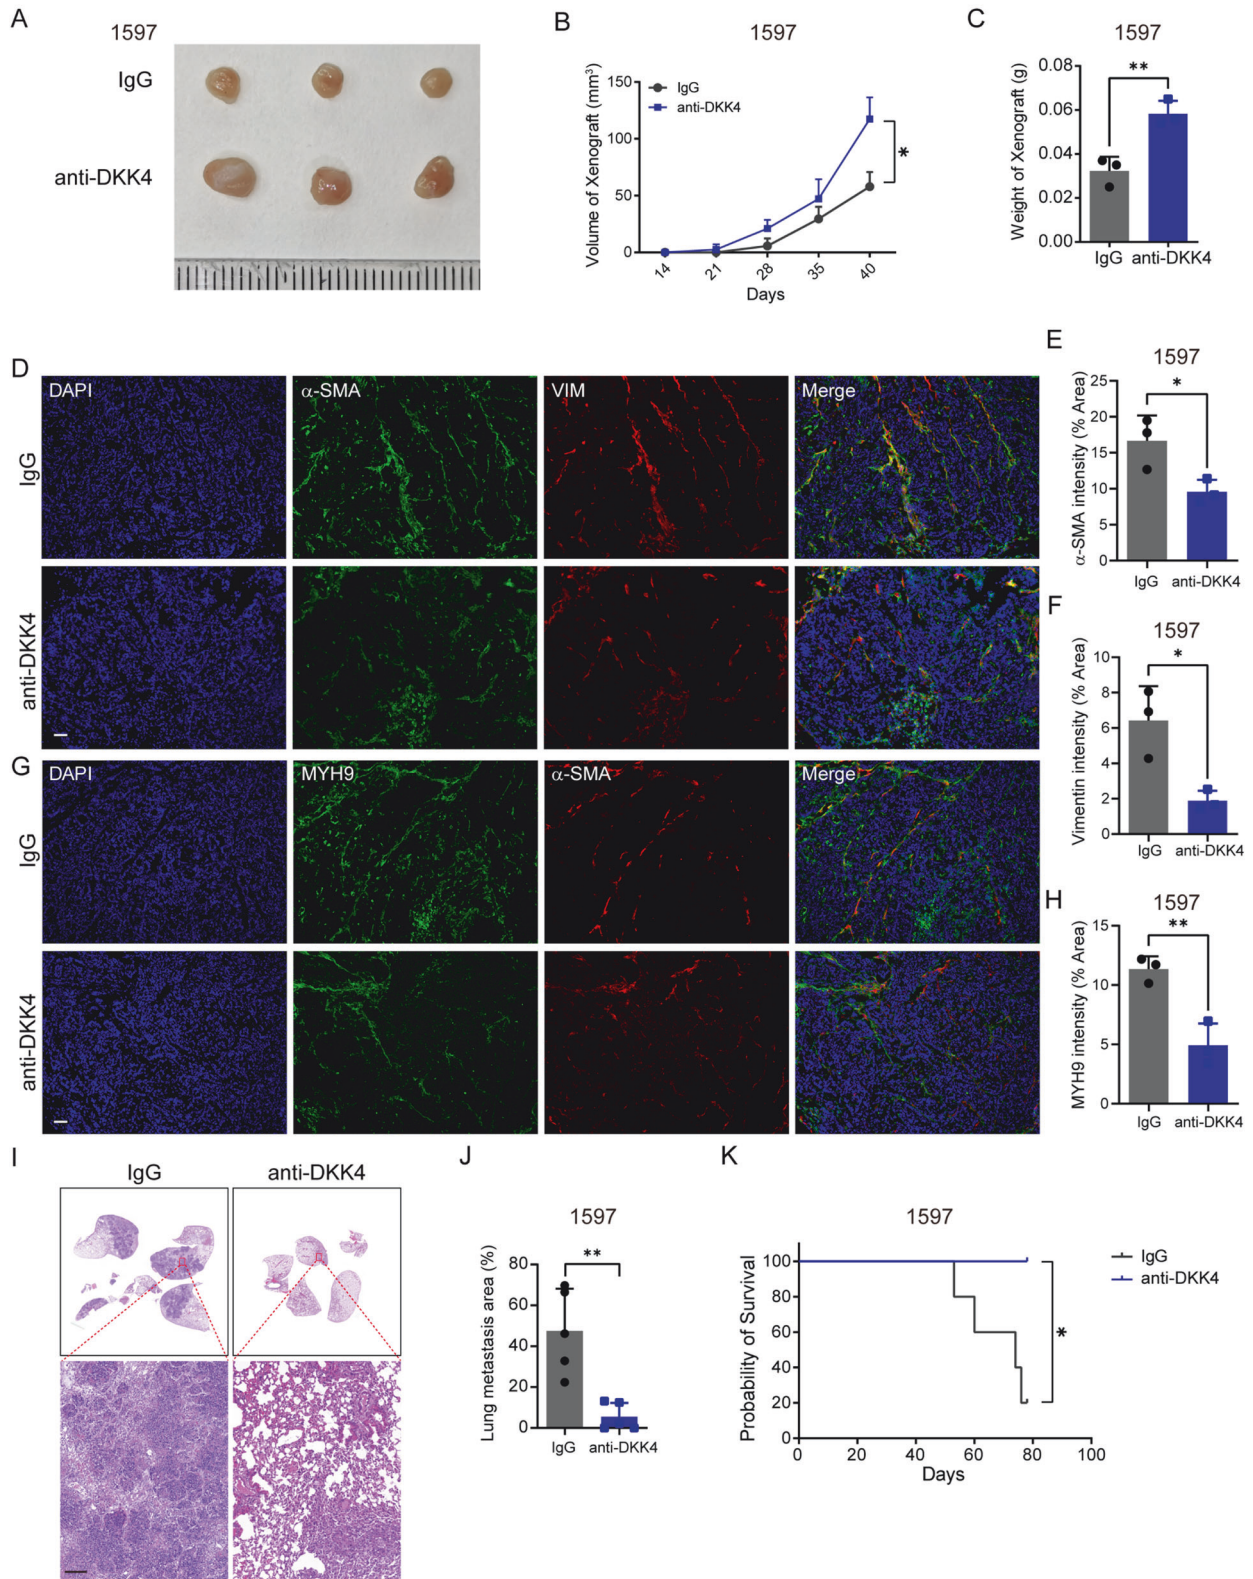 A
1597
IgG
anti-DKK4
B
1597
Volume of Xenograft (mm³)
150
100
50
0
IgG
anti-DKK4
*
14
21
28
35
40
Days
C
1597
Weight of Xenograft (g)
0.08
0.06
0.04
0.02
0.00
**
IgG
anti-DKK4
D
DAPI
α-SMA
VIM
Merge
IgG
anti-DKK4
E
1597
α-SMA intensity (% Area)
25
20
15
10
5
0
*
IgG
anti-DKK4
F
1597
Vimentin intensity (% Area)
10
8
6
4
2
0
*
IgG
anti-DKK4
G
DAPI
MYH9
α-SMA
Merge
IgG
anti-DKK4
H
1597
MYH9 intensity (% Area)
15
10
5
0
**
IgG
anti-DKK4
I
IgG
anti-DKK4
J
1597
Lung metastasis area (%)
80
60
40
20
0
**
IgG
anti-DKK4
K
1597
Probability of Survival
100
80
60
40
20
0
IgG
anti-DKK4
*
0
20
40
60
80
100
Days